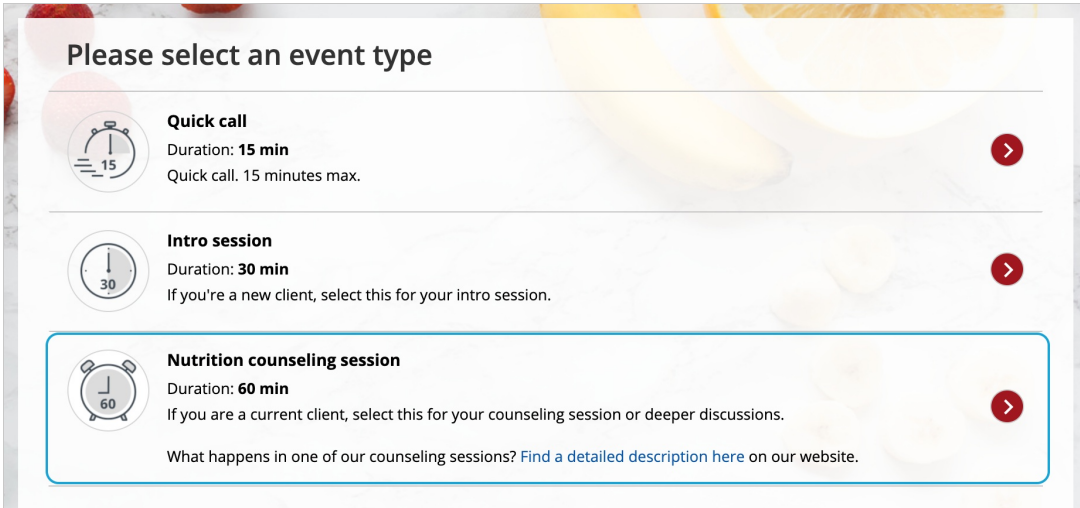 Please select an event type
15
Quick call
Duration: 15 min
Quick call. 15 minutes max.
30
Intro session
Duration: 30 min
If you're a new client, select this for your intro session.
60
Nutrition counseling session
Duration: 60 min
If you are a current client, select this for your counseling session or deeper discussions.
What happens in one of our counseling sessions? Find a detailed description here on our website.